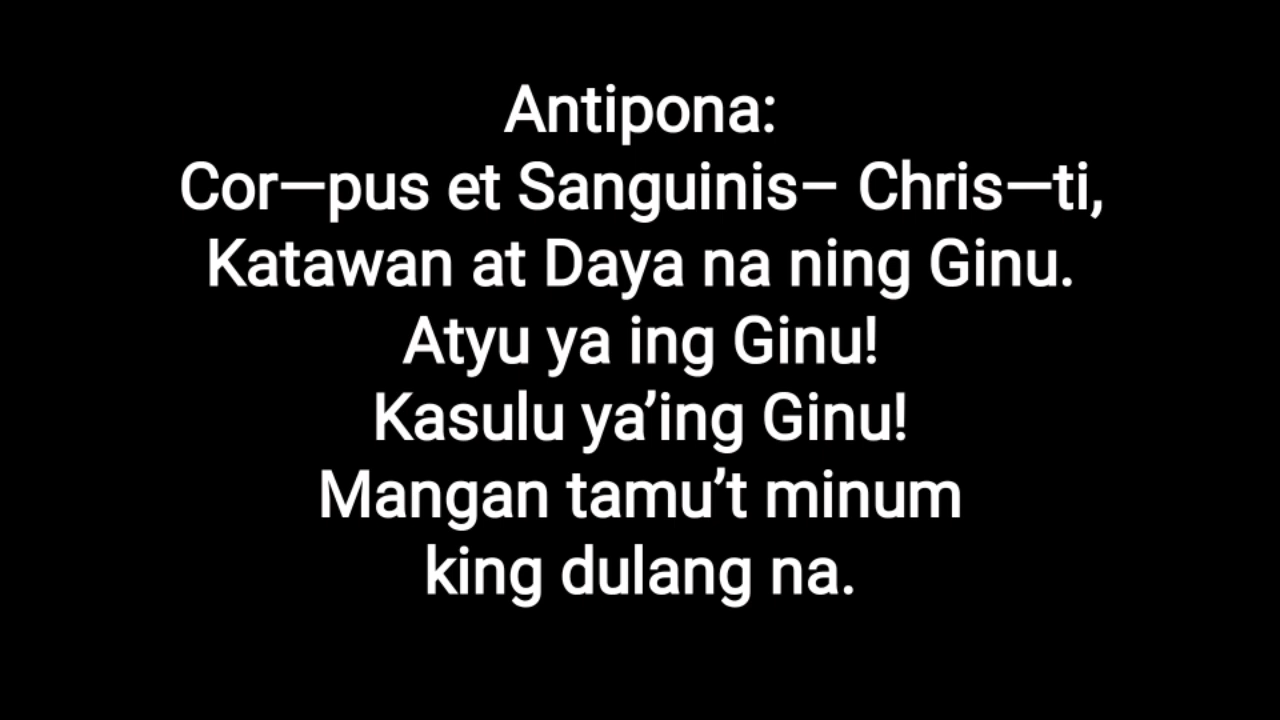 Antipona:
Cor—pus et Sanguinis– Chris—ti,
Katawan at Daya na ning Ginu.
Atyu ya ing Ginu!
Kasulu ya’ing Ginu!
Mangan tamu’t minum
king dulang na.